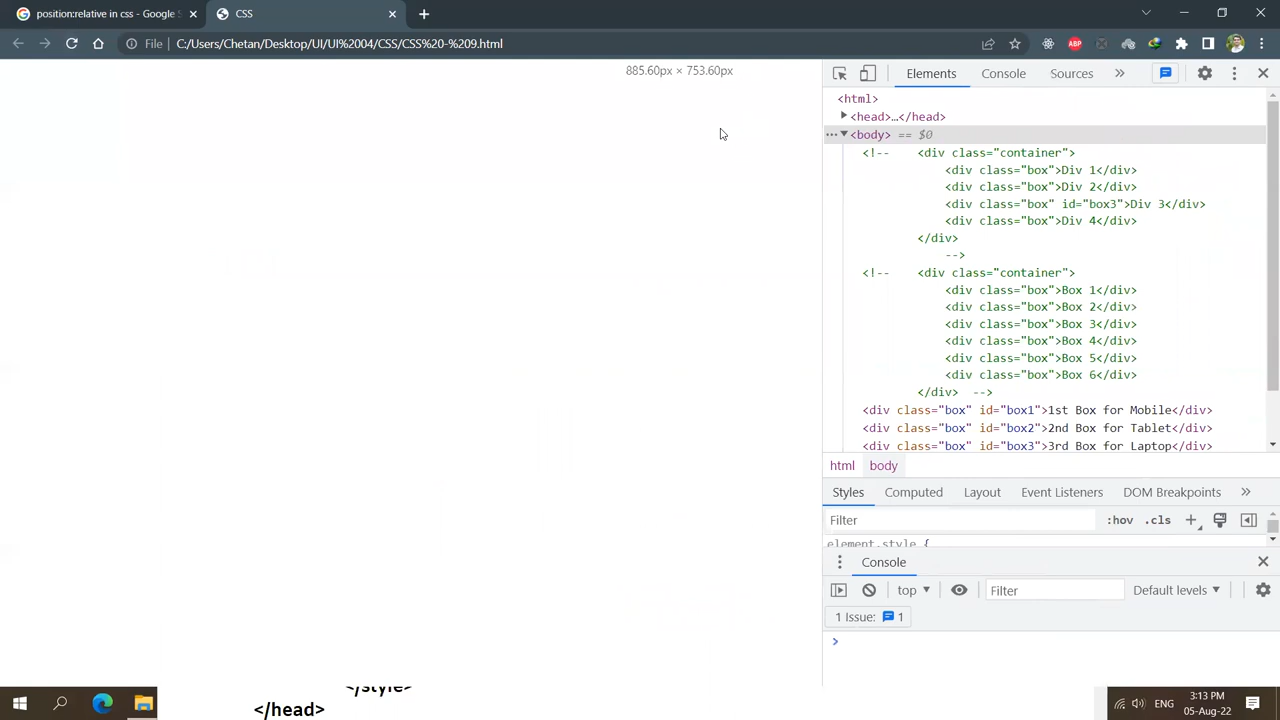 position:relative in css - Google S
CSS
File C:/Users/Chetan/Desktop/UI/UI%2004/CSS/CSS%20-%209.html
ABP
885.60px × 753.60px
Elements Console Sources »
<html>
<head>…</head>
<body> == $0
<!-- <div class="container">
<div class="box">Div 1</div>
<div class="box">Div 2</div>
<div class="box" id="box3">Div 3</div>
<div class="box">Div 4</div>
</div>
-->
<!-- <div class="container">
<div class="box">Box 1</div>
<div class="box">Box 2</div>
<div class="box">Box 3</div>
<div class="box">Box 4</div>
<div class="box">Box 5</div>
<div class="box">Box 6</div>
</div> -->
<div class="box" id="box1">1st Box for Mobile</div>
<div class="box" id="box2">2nd Box for Tablet</div>
<div class="box" id="box3">3rd Box for Laptop</div>
html body
Styles Computed Layout Event Listeners DOM Breakpoints »
Filter :hov .cls
element.style {
Console
top Filter Default levels
1 Issue: 1
</style>
</head>
ENG 3:13 PM
05-Aug-22